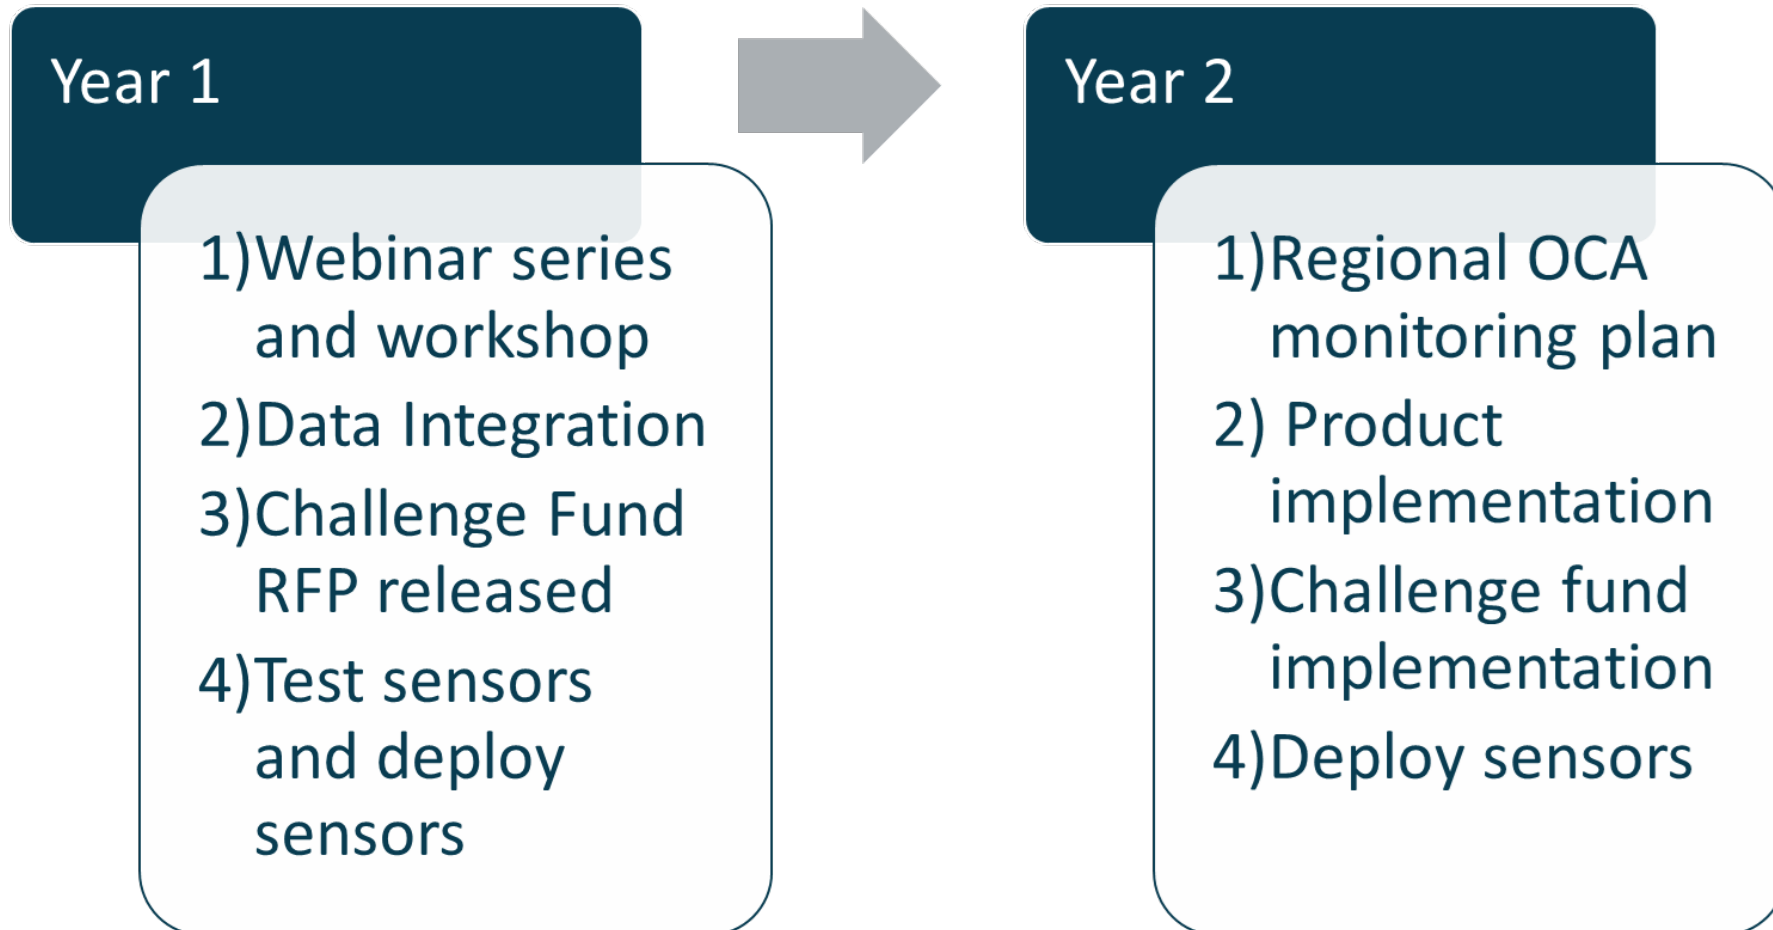 Year 1
1)Webinar series
and workshop
2)Data Integration
3)Challenge Fund
RFP released
4)Test sensors
and deploy
sensors
Year 2
1)Regional OCA
monitoring plan
2) Product
implementation
3)Challenge fund
implementation
4)Deploy sensors